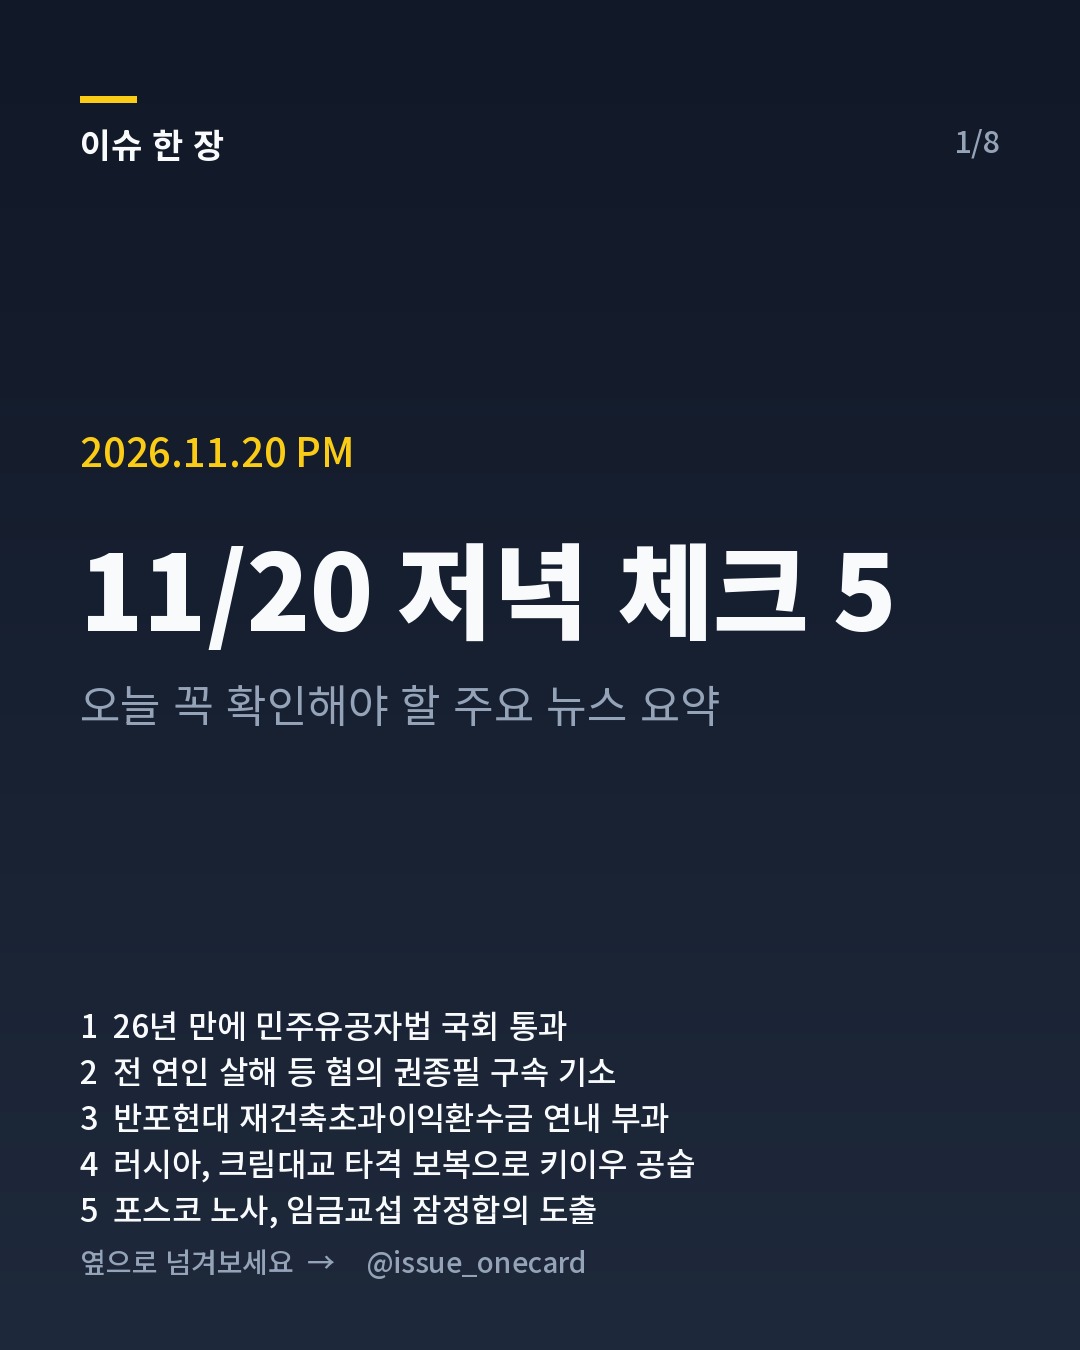 이슈 한 장
1/8
2026.11.20 PM
11/20 저녁 체크 5
오늘 꼭 확인해야 할 주요 뉴스 요약
1 26년 만에 민주유공자법 국회 통과
2 전 연인 살해 등 혐의 권종필 구속 기소
3 반포현대 재건축초과이익환수금 연내 부과
4 러시아, 크림대교 타격 보복으로 키이우 공습
5 포스코 노사, 임금교섭 잠정합의 도출
옆으로 넘겨보세요 → @issue_onecard